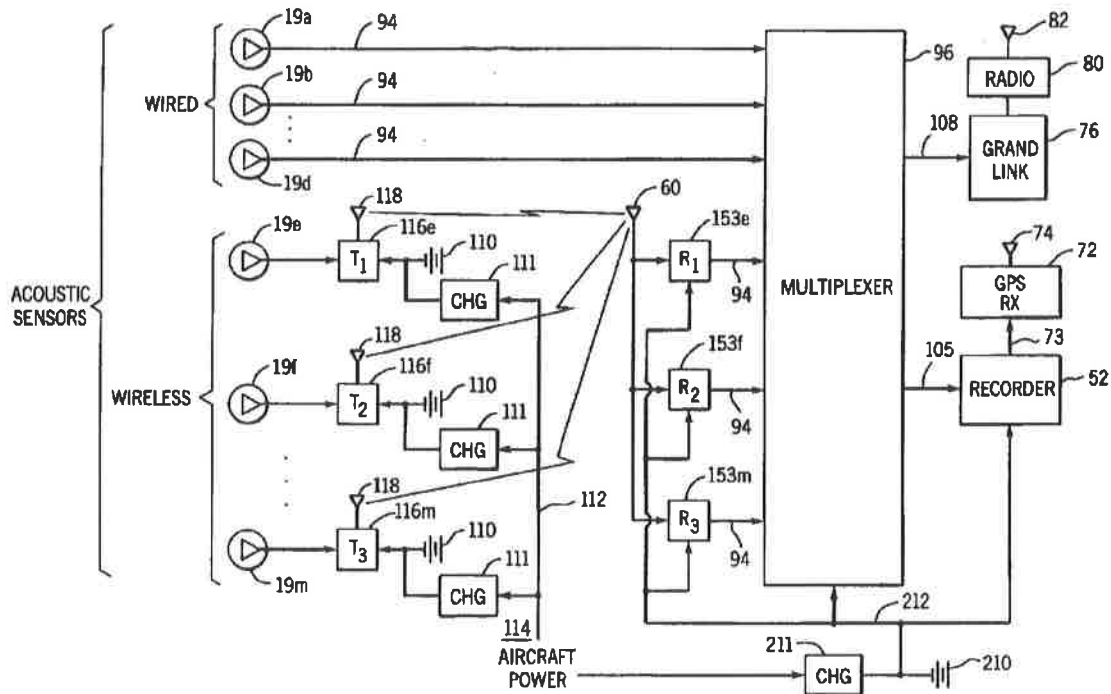 19a
94
82
96
RADIO
80
19b
94
WIRED
108
GRAND
LINK
76
94
19d
118
60
153e
74
19e
116e
110
T1
111
R1
94
GPS
RX
72
ACOUSTIC
SENSORS
CHG
MULTIPLEXER
73
118
153f
19f
116f
105
RECORDER
52
WIRELESS
T2
110
R2
94
111
CHG
118
153m
112
116m
R3
94
T3
110
19m
111
CHG
212
114
AIRCRAFT
POWER
211
CHG
210